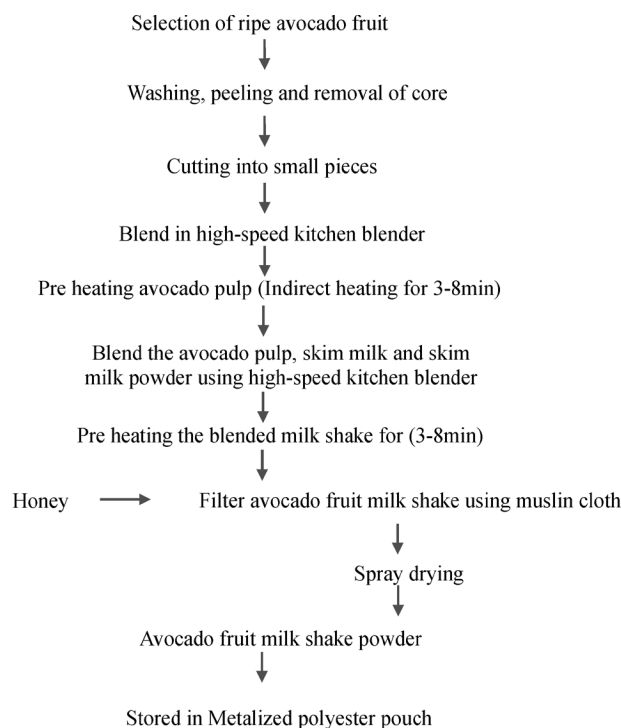 Selection of ripe avocado fruit
Washing, peeling and removal of core
Cutting into small pieces
Blend in high-speed kitchen blender
Pre heating avocado pulp (Indirect heating for 3-8min)
Blend the avocado pulp, skim milk and skim
milk powder using high-speed kitchen blender
Pre heating the blended milk shake for (3-8min)
Honey
Filter avocado fruit milk shake using muslin cloth
Spray drying
Avocado fruit milk shake powder
Stored in Metalized polyester pouch